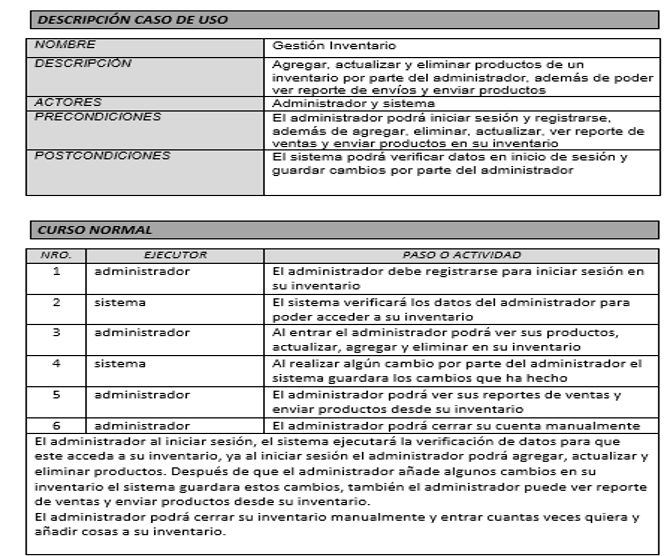 DESCRIPCIÓN CASO DE USO
NOMBRE
Gestión Inventario
DESCRIPCIÓN
Agregar, actualizar y eliminar productos de un
inventario por parte del administrador, además de poder
ver reporte de envíos y enviar productos
ACTORES
Administrador y sistema
PRECONDICIONES
El administrador podrá iniciar sesión y registrarse,
además de agregar, eliminar, actualizar, ver reporte de
ventas y enviar productos en su inventario
POSTCONDICIONES
El sistema podrá verificar datos en inicio de sesión y
guardar cambios por parte del administrador
CURSO NORMAL
NRO. EJECUTOR PASO O ACTIVIDAD
1 administrador El administrador debe registrarse para iniciar sesión en
su inventario
2 sistema El sistema verificará los datos del administrador para
poder acceder a su inventario
3 administrador Al entrar el administrador podrá ver sus productos,
actualizar, agregar y eliminar en su inventario
4 sistema Al realizar algún cambio por parte del administrador el
sistema guardara los cambios que ha hecho
5 administrador El administrador podrá ver sus reportes de ventas y
enviar productos desde su inventario
6 administrador El administrador podrá cerrar su cuenta manualmente
El administrador al iniciar sesión, el sistema ejecutará la verificación de datos para que
este acceda a su inventario, ya al iniciar sesión el administrador podrá agregar, actualizar y
eliminar productos. Después de que el administrador añade algunos cambios en su
inventario el sistema guardara estos cambios, también el administrador puede ver reporte
de ventas y enviar productos desde su inventario.
El administrador podrá cerrar su inventario manualmente y entrar cuantas veces quiera y
añadir cosas a su inventario.